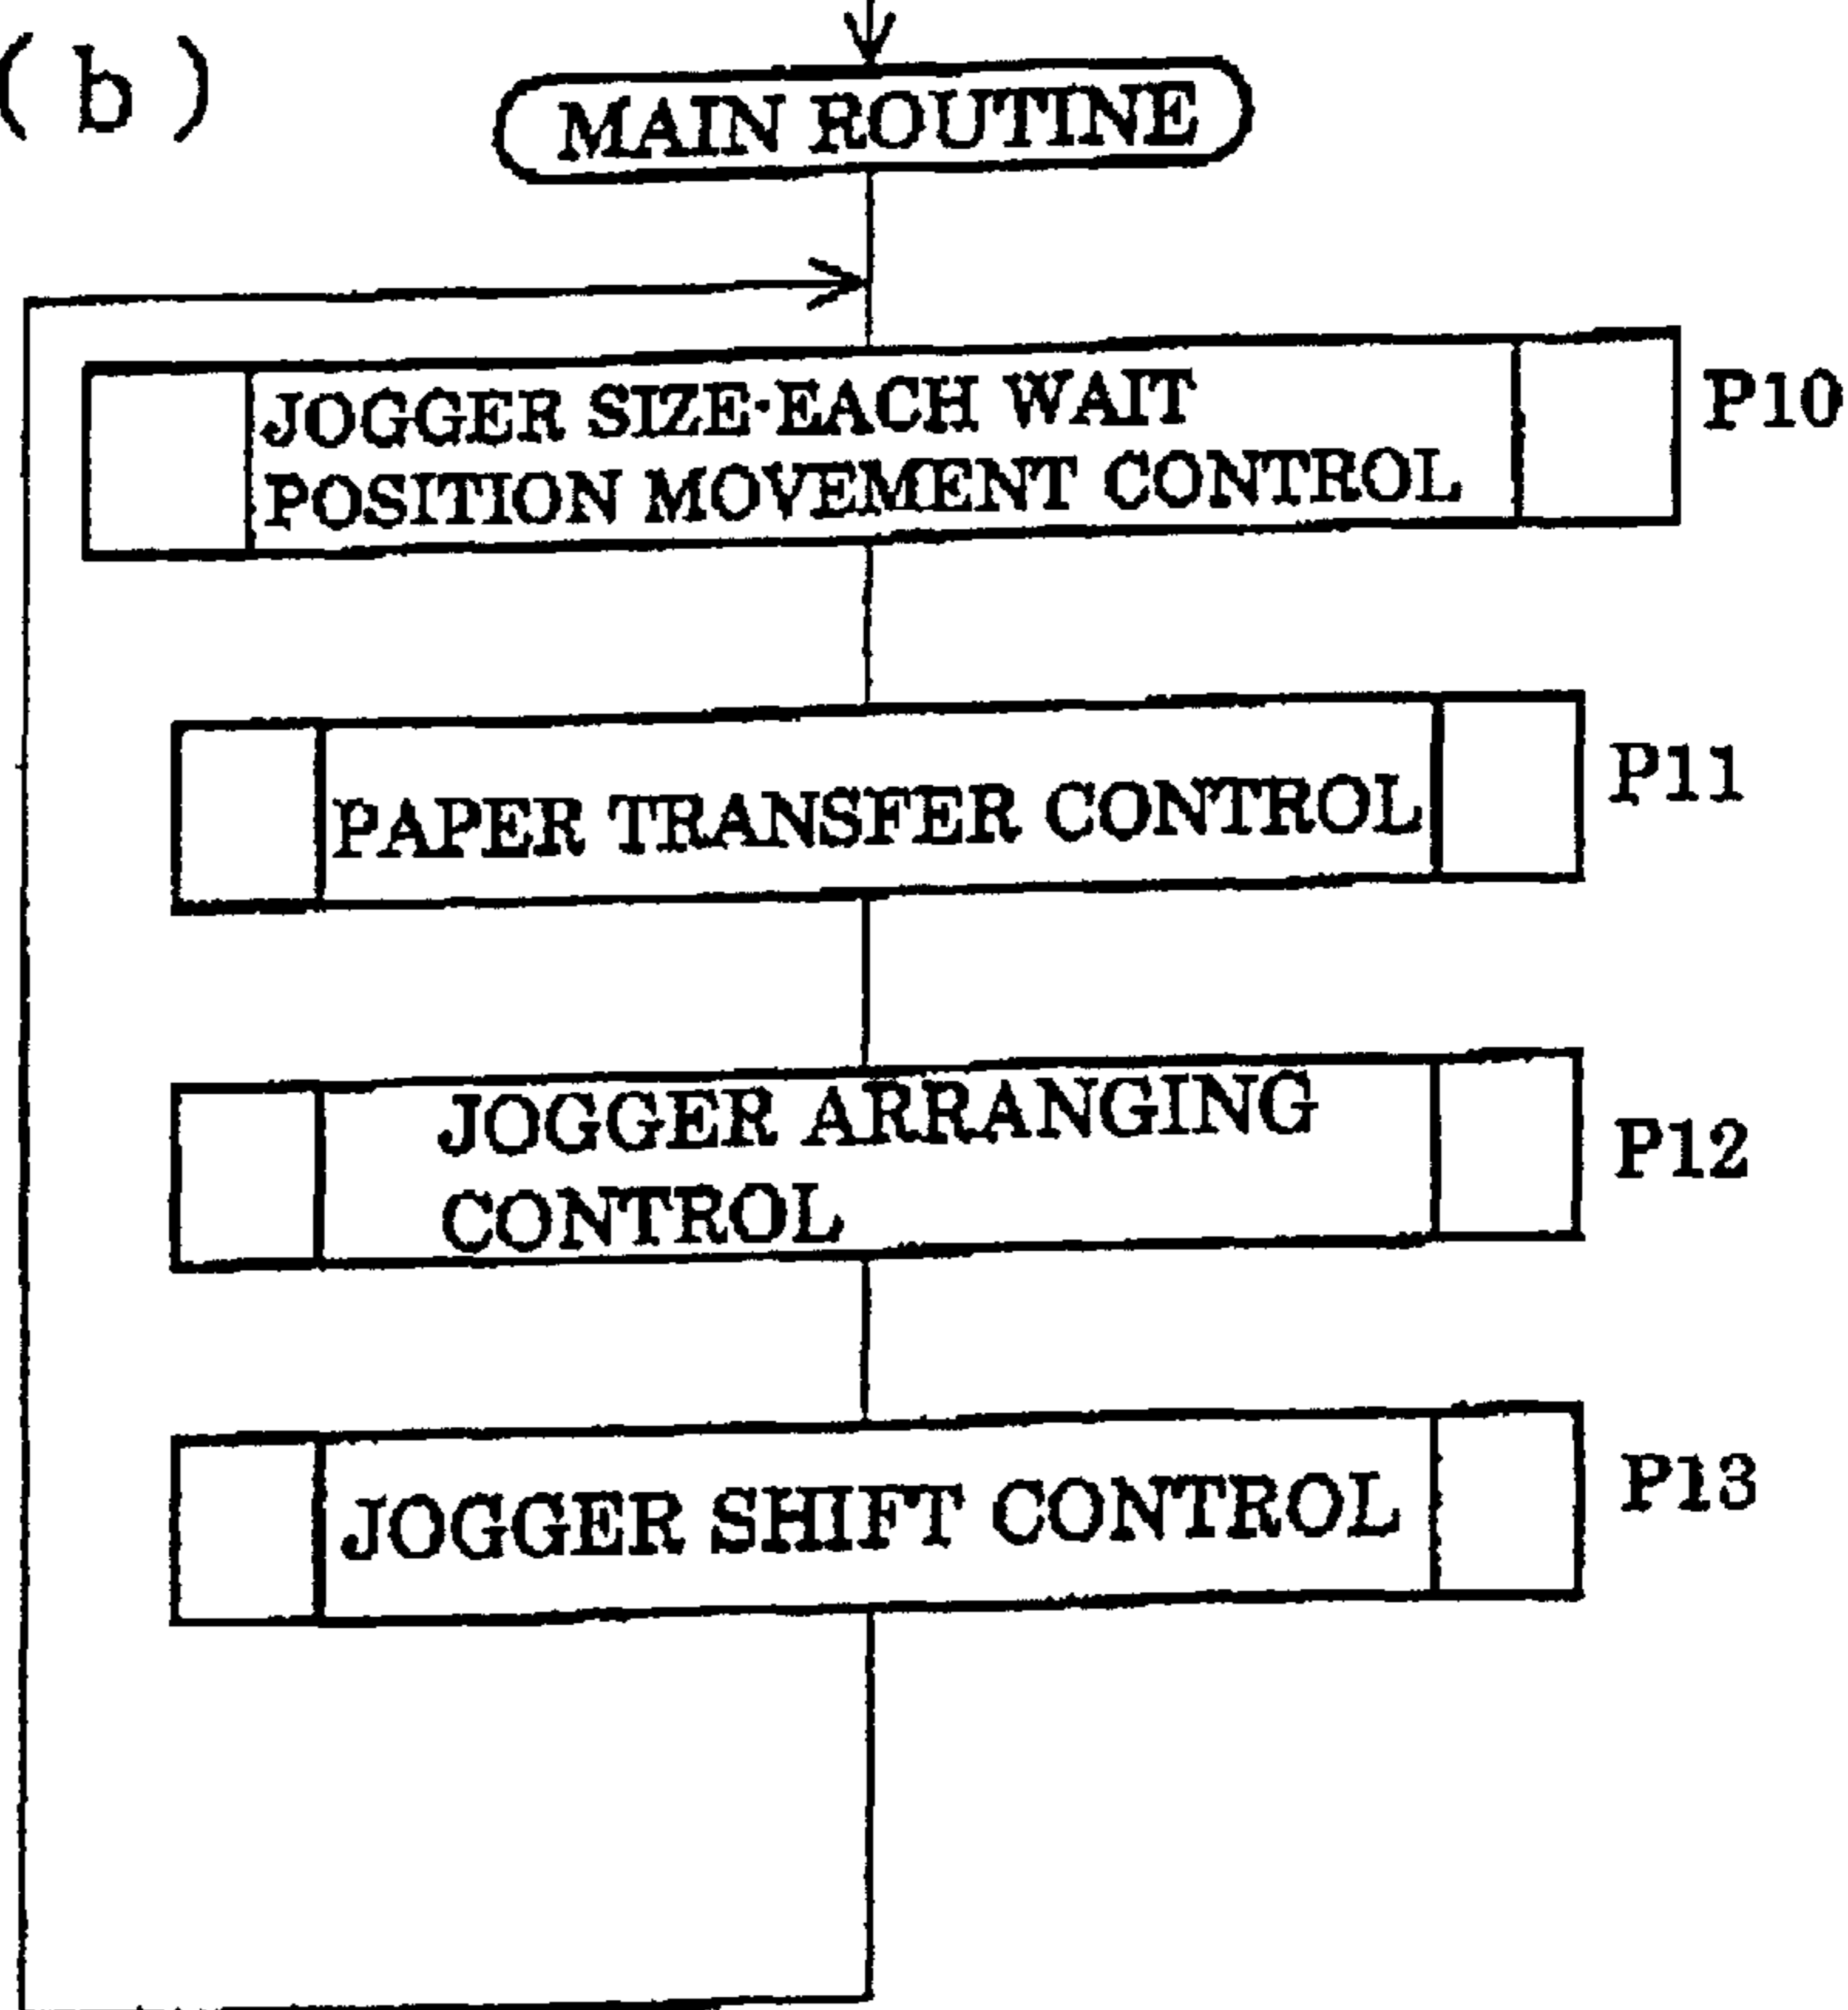 (b)
MAIN ROUTINE
JOGGER SIZE-EACH WAIT
POSITION MOVEMENT CONTROL
P10
PAPER TRANSFER CONTROL
P11
JOGGER ARRANGING
CONTROL
P12
JOGGER SHIFT CONTROL
P13